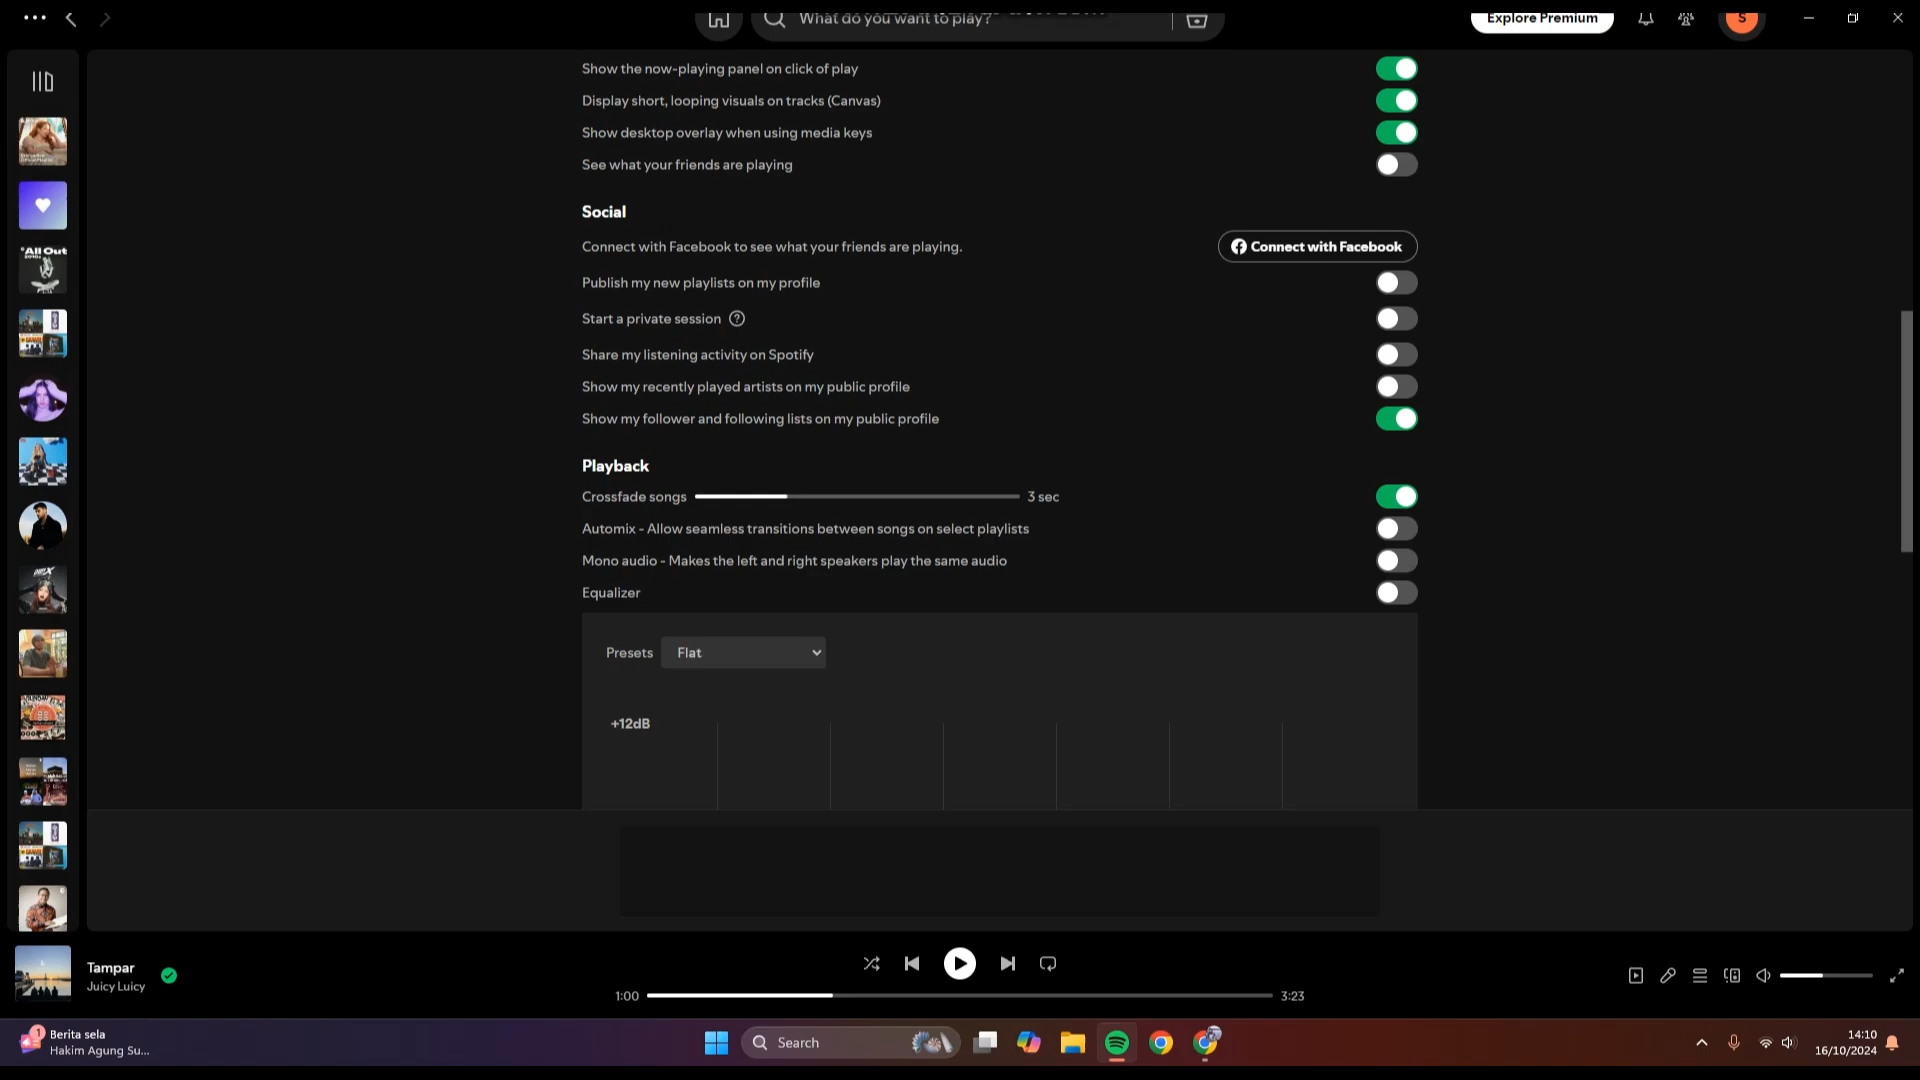 What do you want to play?
Explore Premium
S
Show the now-playing panel on click of play
Display short, looping visuals on tracks (Canvas)
Show desktop overlay when using media keys
See what your friends are playing
Social
Connect with Facebook to see what your friends are playing.
Connect with Facebook
Publish my new playlists on my profile
Start a private session
Share my listening activity on Spotify
Show my recently played artists on my public profile
Show my follower and following lists on my public profile
Playback
Crossfade songs
3 sec
Automix - Allow seamless transitions between songs on select playlists
Mono audio - Makes the left and right speakers play the same audio
Equalizer
Presets
Flat
+12dB
All Out
Tampar
Juicy Luicy
1:00
3:23
1
Berita sela
Hakim Agung Su...
Search
14:10
16/10/2024